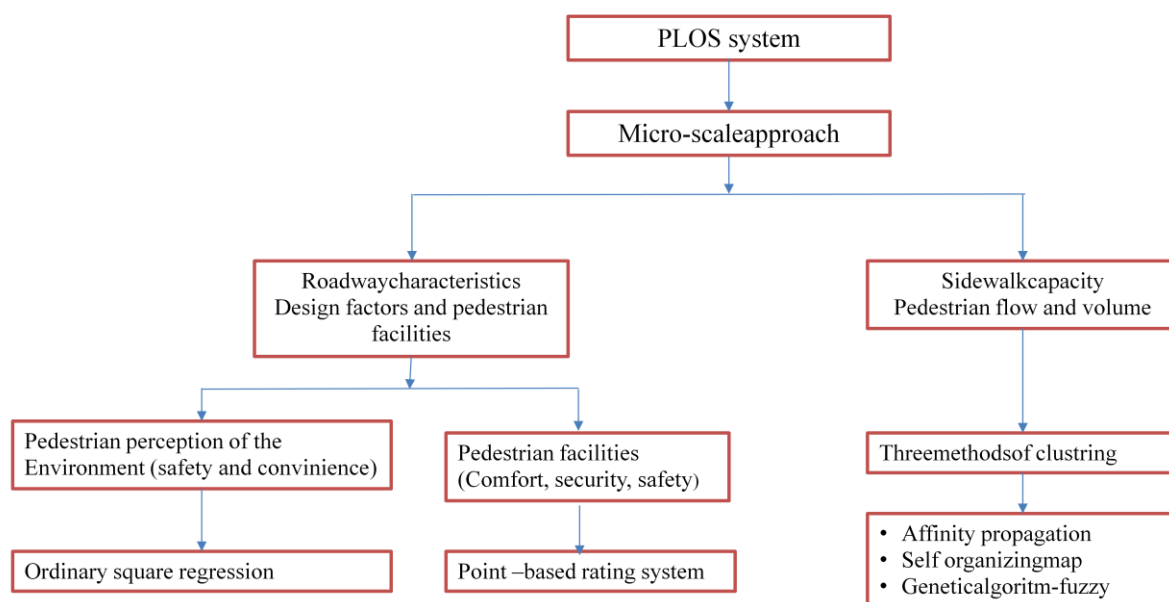 PLOS system
Micro-scaleapproach
Roadwaycharacteristics
Design factors and pedestrian
facilities
Sidewalkcapacity
Pedestrian flow and volume
Pedestrian perception of the
Environment (safety and convinience)
Pedestrian facilities
(Comfort, security, safety)
Threemethodsof clustring
Ordinary square regression
Point –based rating system
• Affinity propagation
• Self organizingmap
• Geneticalgoritm-fuzzy